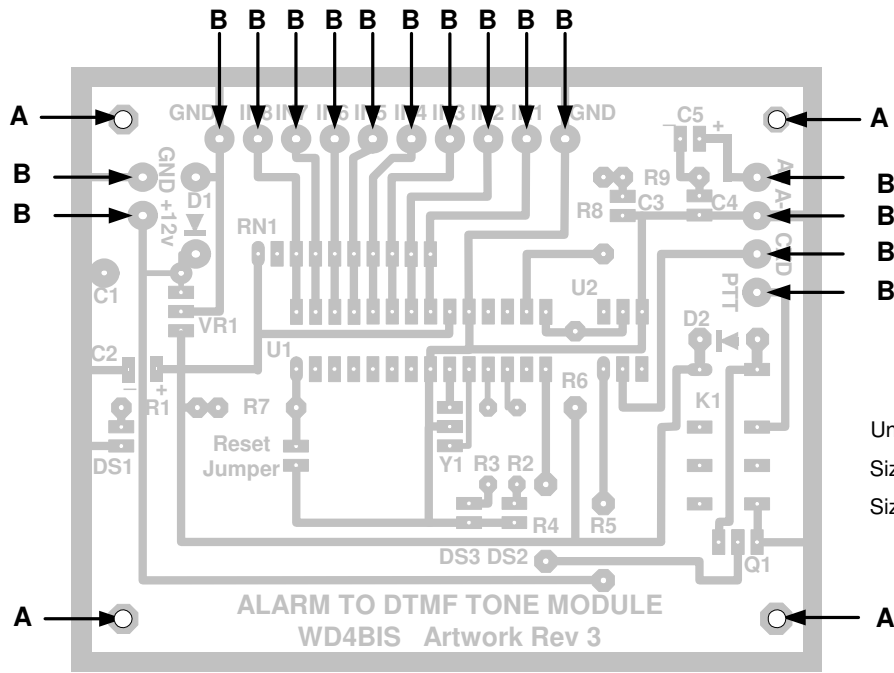 B B B B B B B B B B
A A
GND IN8 IN7 IN6 IN5 IN4 IN3 IN2 IN1 GND C5
- +
B GND D1 R9 A+ B
B +12v R8 C3 C4 A- B
RN1 COD B
C1 U2 PTT B
VR1 D2
C2 U1
- + R6
R1 R7 K1
Reset
DS1 Jumper Y1 R3 R2
R4 R5
DS3 DS2 Q1
A ALARM TO DTMF TONE MODULE A
WD4BIS Artwork Rev 3